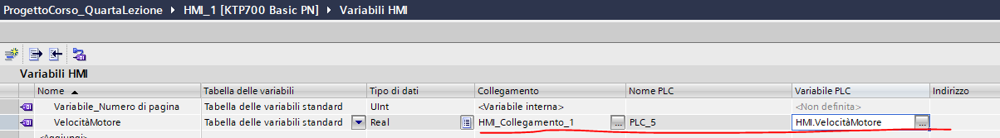 ProgettoCorso_QuartaLezione ▸ HMI_1 [KTP700 Basic PN] ▸ Variabili HMI
Variabili HMI
Nome Tabella delle variabili Tipo di dati Collegamento Nome PLC Variabile PLC Indirizzo
Variabile_Numero di pagina Tabella delle variabili standard UInt <Variabile interna> <Non definita>
VelocitàMotore Tabella delle variabili standard Real HMI_Collegamento_1 ... PLC_5 HMI.VelocitàMotore ...
<Aggiungi>